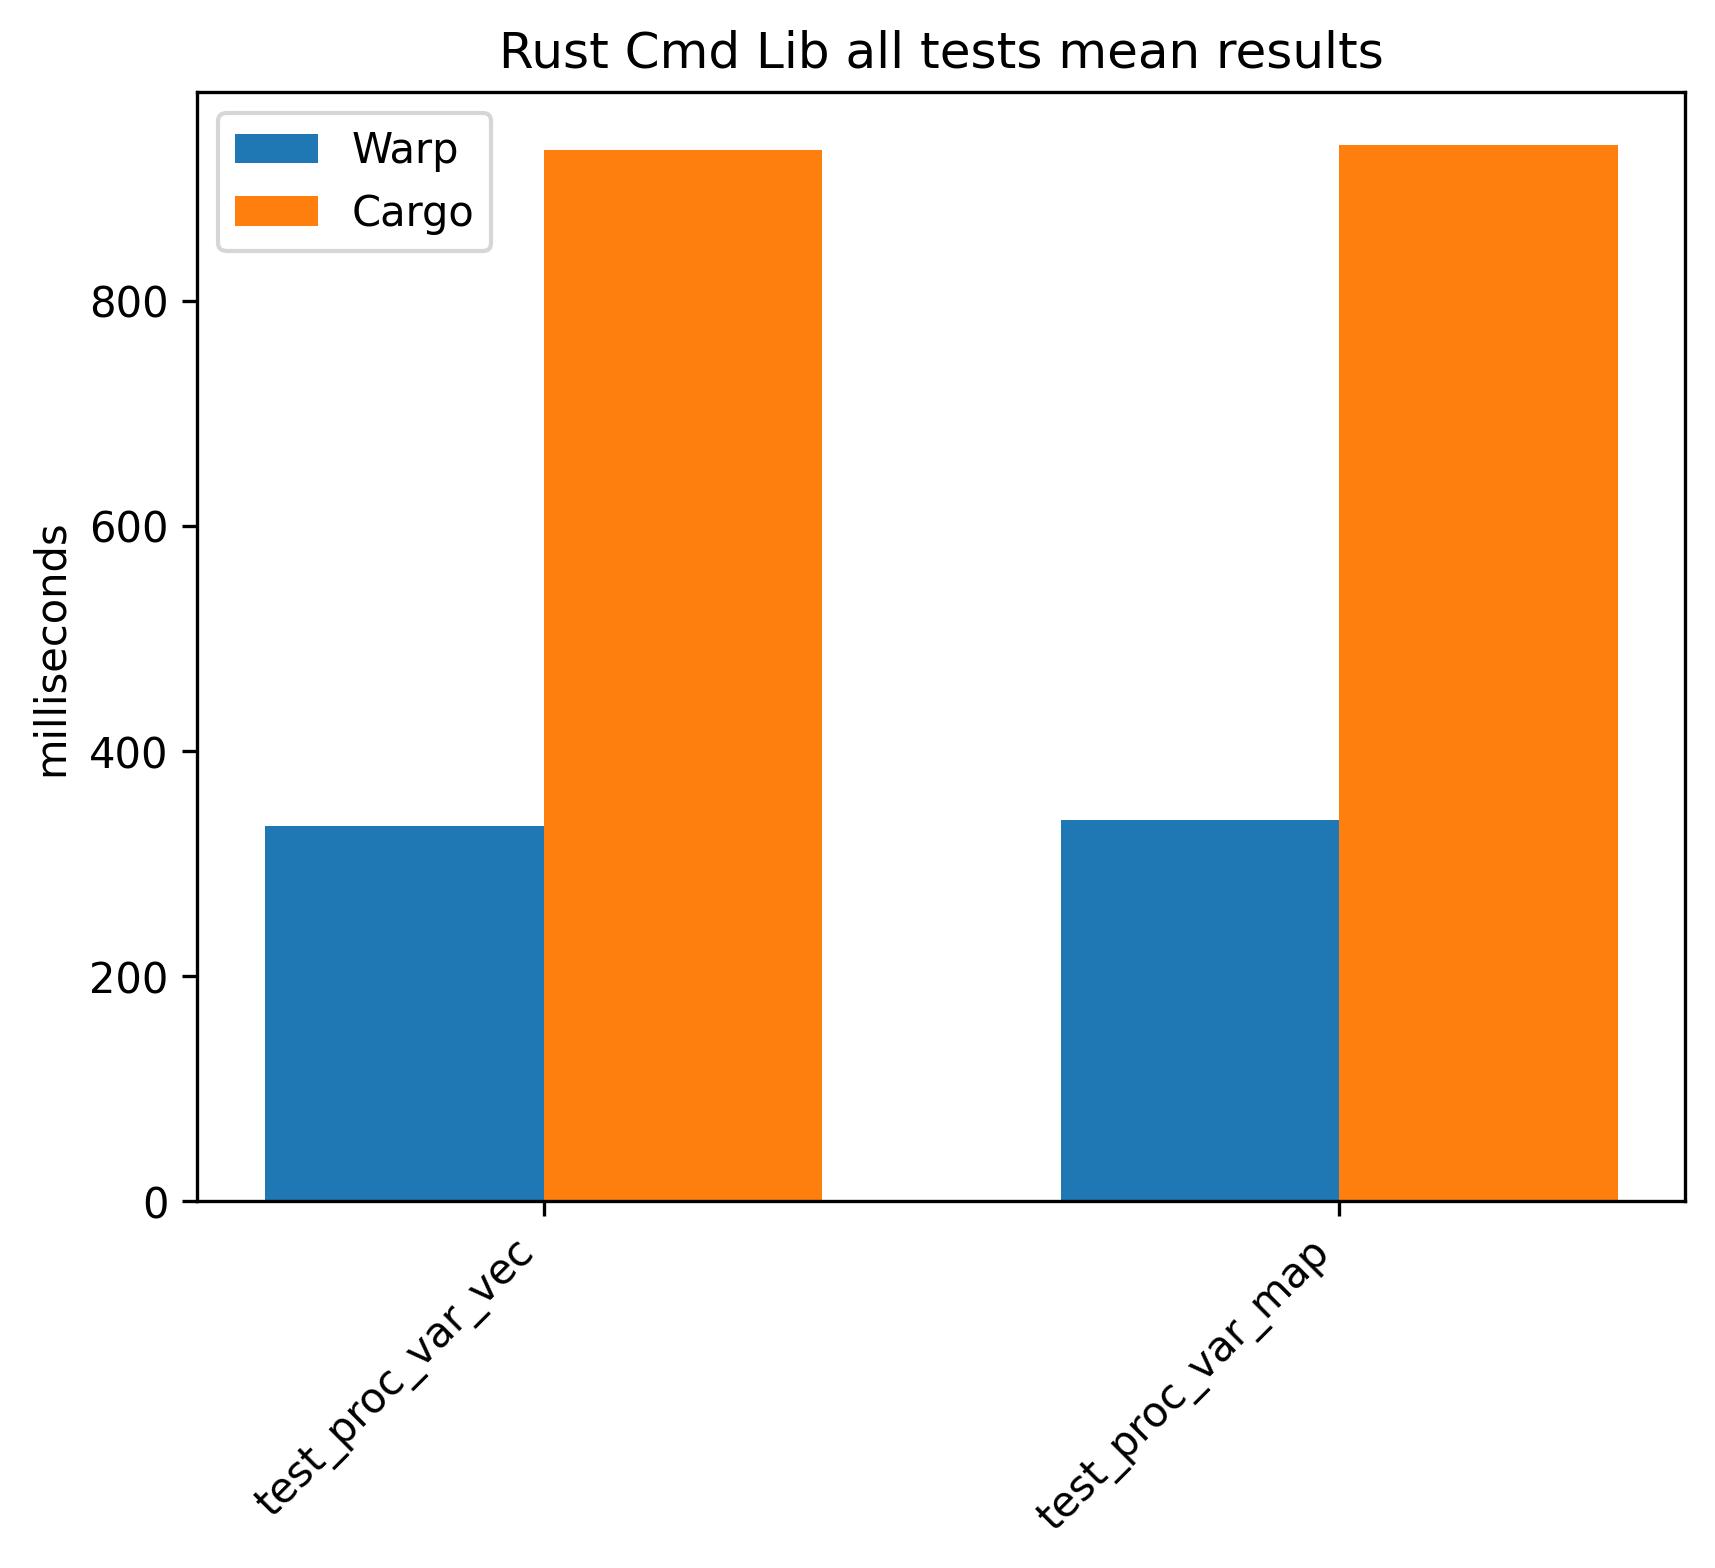 Rust Cmd Lib all tests mean results
Warp
Cargo
milliseconds
800
600
400
200
0
test_proc_var_vec
test_proc_var_map